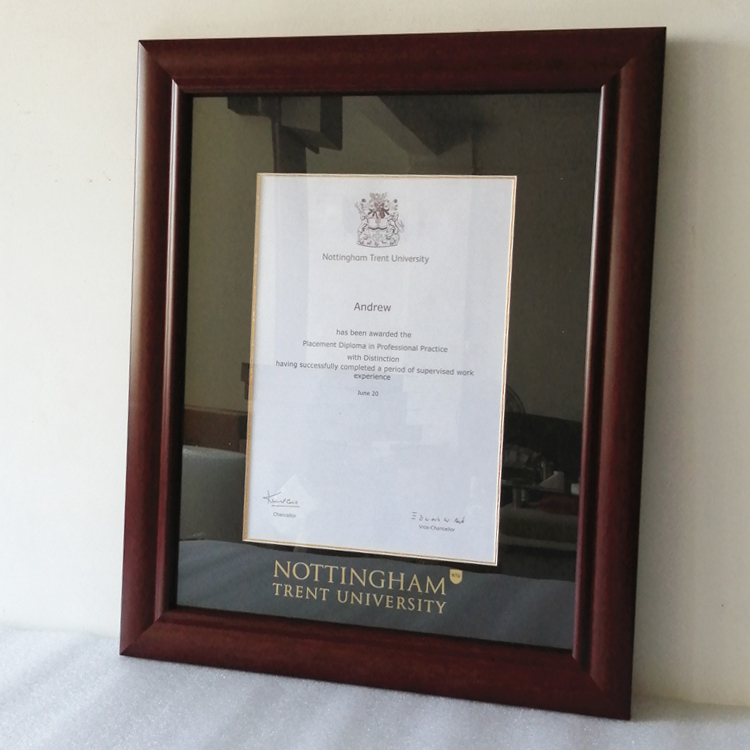 Nottingham Trent University
Andrew
has been awarded the
Placement Diploma in Professional Practice
with Distinction
having successfully completed a period of supervised work
experience
June 20
Chancellor
Vice-Chancellor
NOTTINGHAM
NTU
TRENT UNIVERSITY